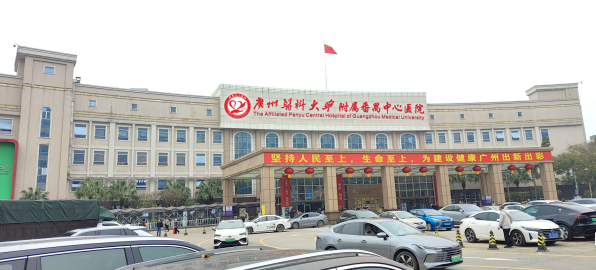 广州医科大学附属番禺中心医院
The Affiliated Panyu Central Hospital of Guangzhou Medical University
坚持人民至上，生命至上，为建设健康广州出新出彩